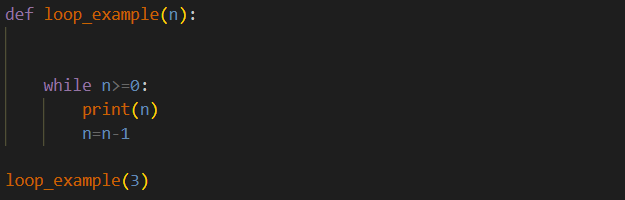 def loop_example(n):
    while n>=0:
        print(n)
        n=n-1
loop_example(3)